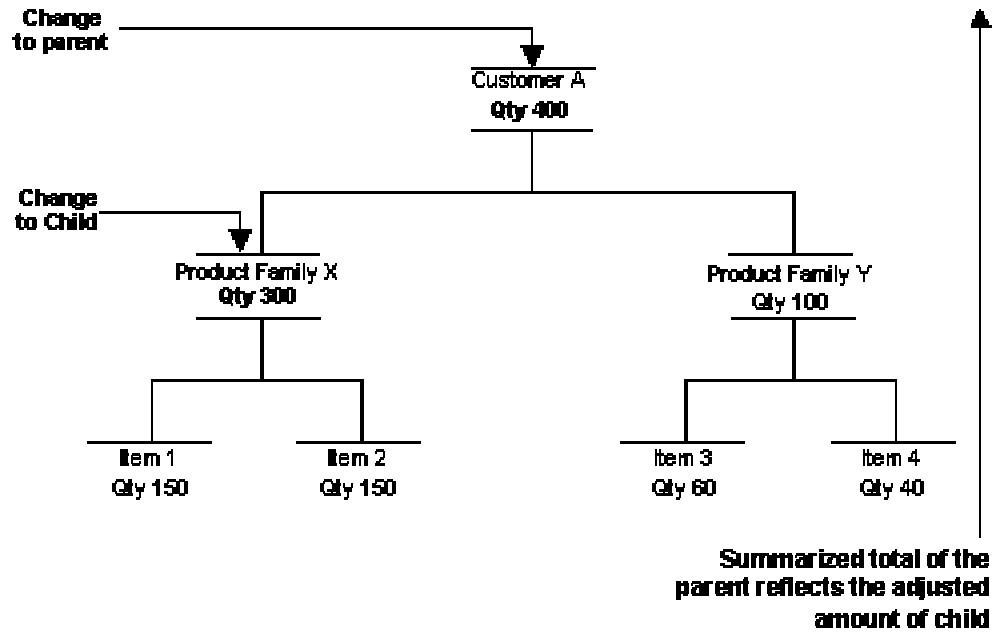 Change
to parent
Customer A
Qty 400
Change
to Child
Product Family X
Qty 300
Product Family Y
Qty 100
Item 1
Qty 150
Item 2
Qty 150
Item 3
Qty 60
Item 4
Qty 40
Summarized total of the
parent reflects the adjusted
amount of child